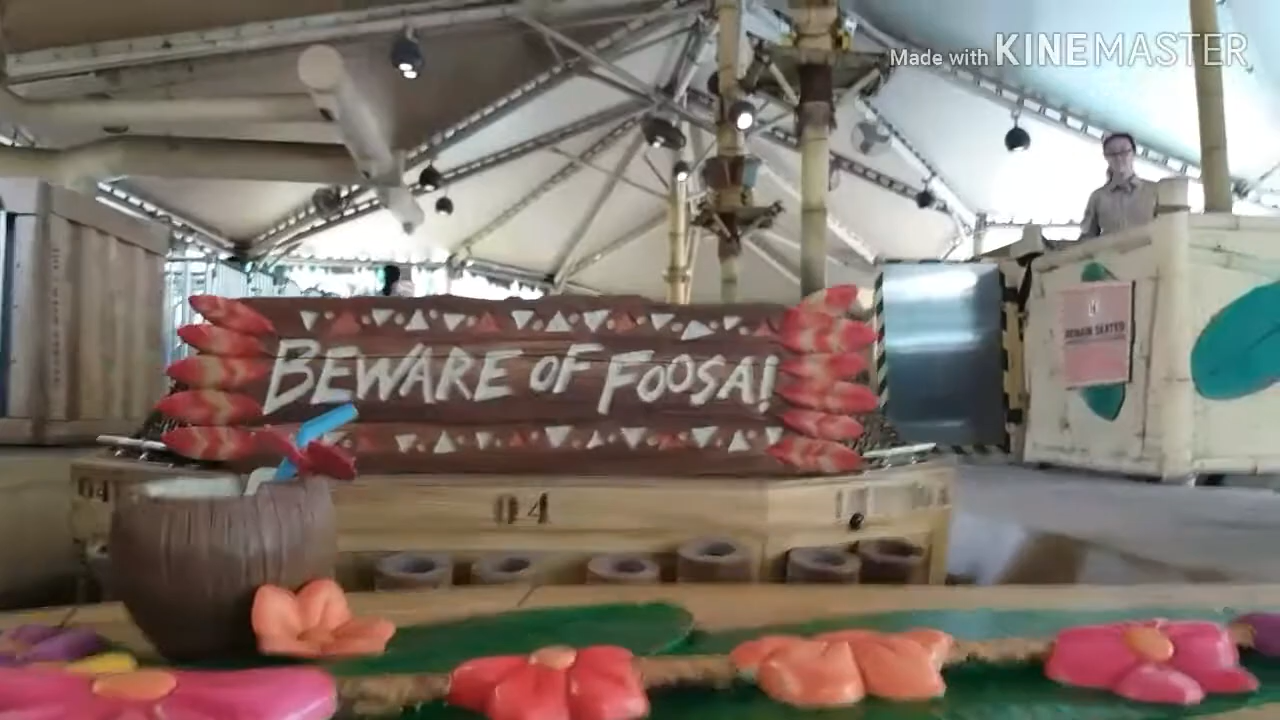 Made with KINEMASTER
BEWARE OF FOOSA!
REMAIN SEATED
04
04